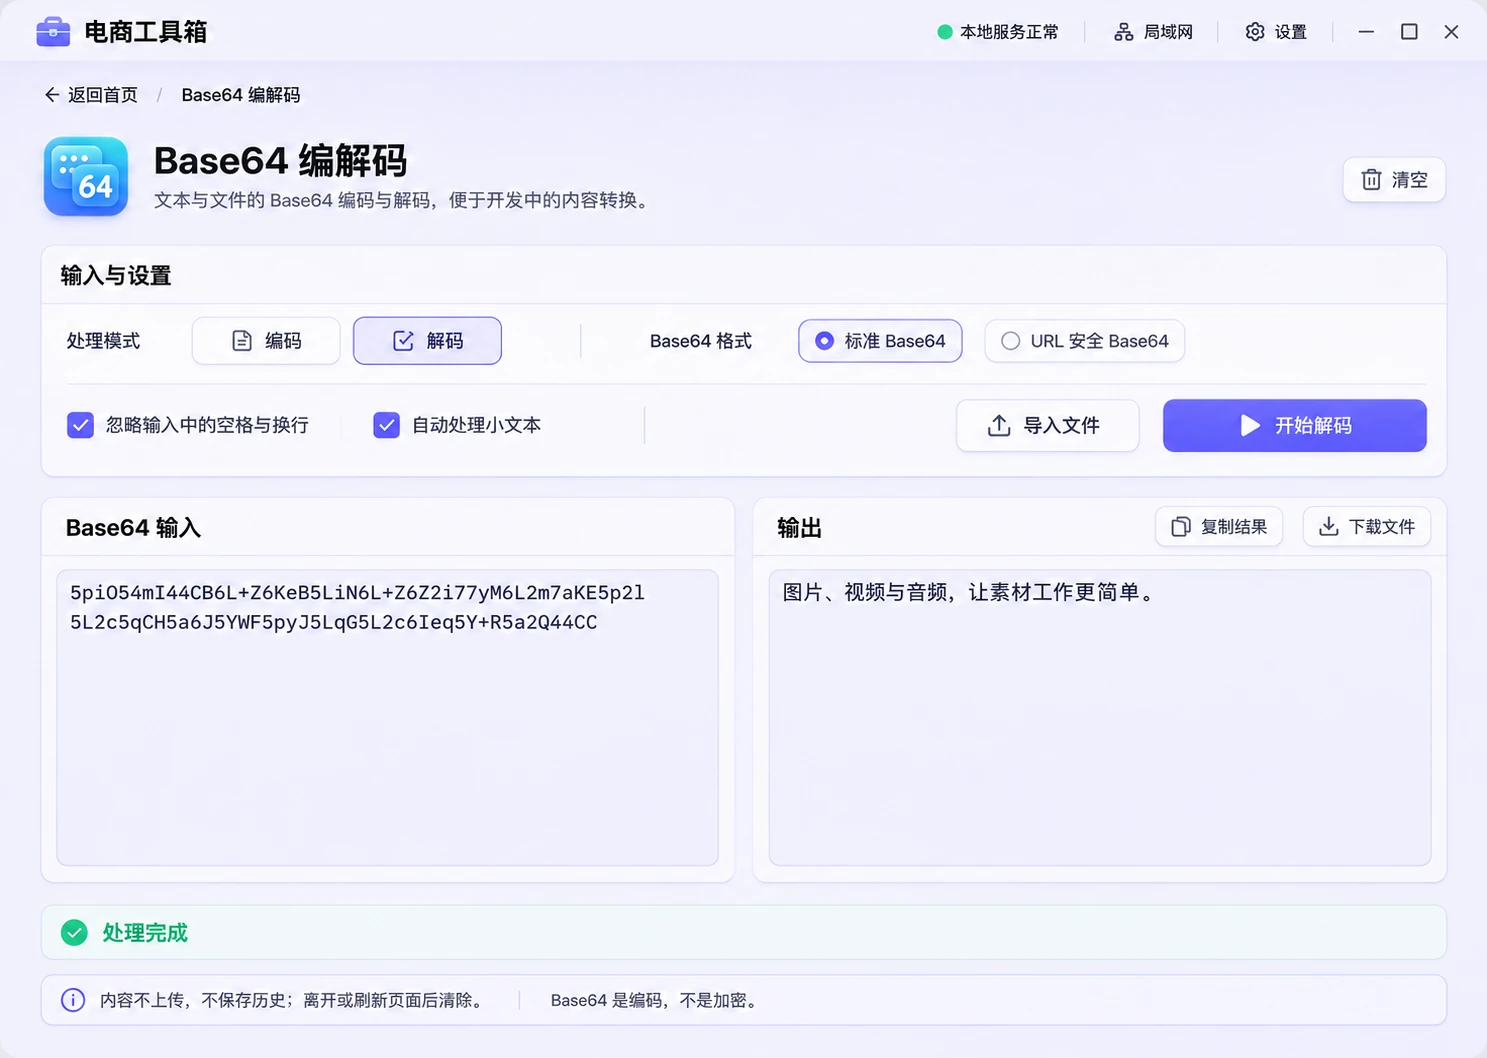 电商工具箱
本地服务正常
局域网
设置
返回首页 / Base64 编解码
64
Base64 编解码
文本与文件的 Base64 编码与解码，便于开发中的内容转换。
清空
输入与设置
处理模式
编码
解码
Base64 格式
标准 Base64
URL 安全 Base64
忽略输入中的空格与换行
自动处理小文本
导入文件
开始解码
Base64 输入
5piO54mI44CB6L+Z6KeB5LiN6L+Z6Z2i77yM6L2m7aKE5p2l
5L2c5qCH5a6J5YWF5pyJ5LqG5L2c6Ieq5Y+R5a2Q44CC
输出
复制结果
下载文件
图片、视频与音频，让素材工作更简单。
处理完成
内容不上传，不保存历史；离开或刷新页面后清除。
Base64 是编码，不是加密。